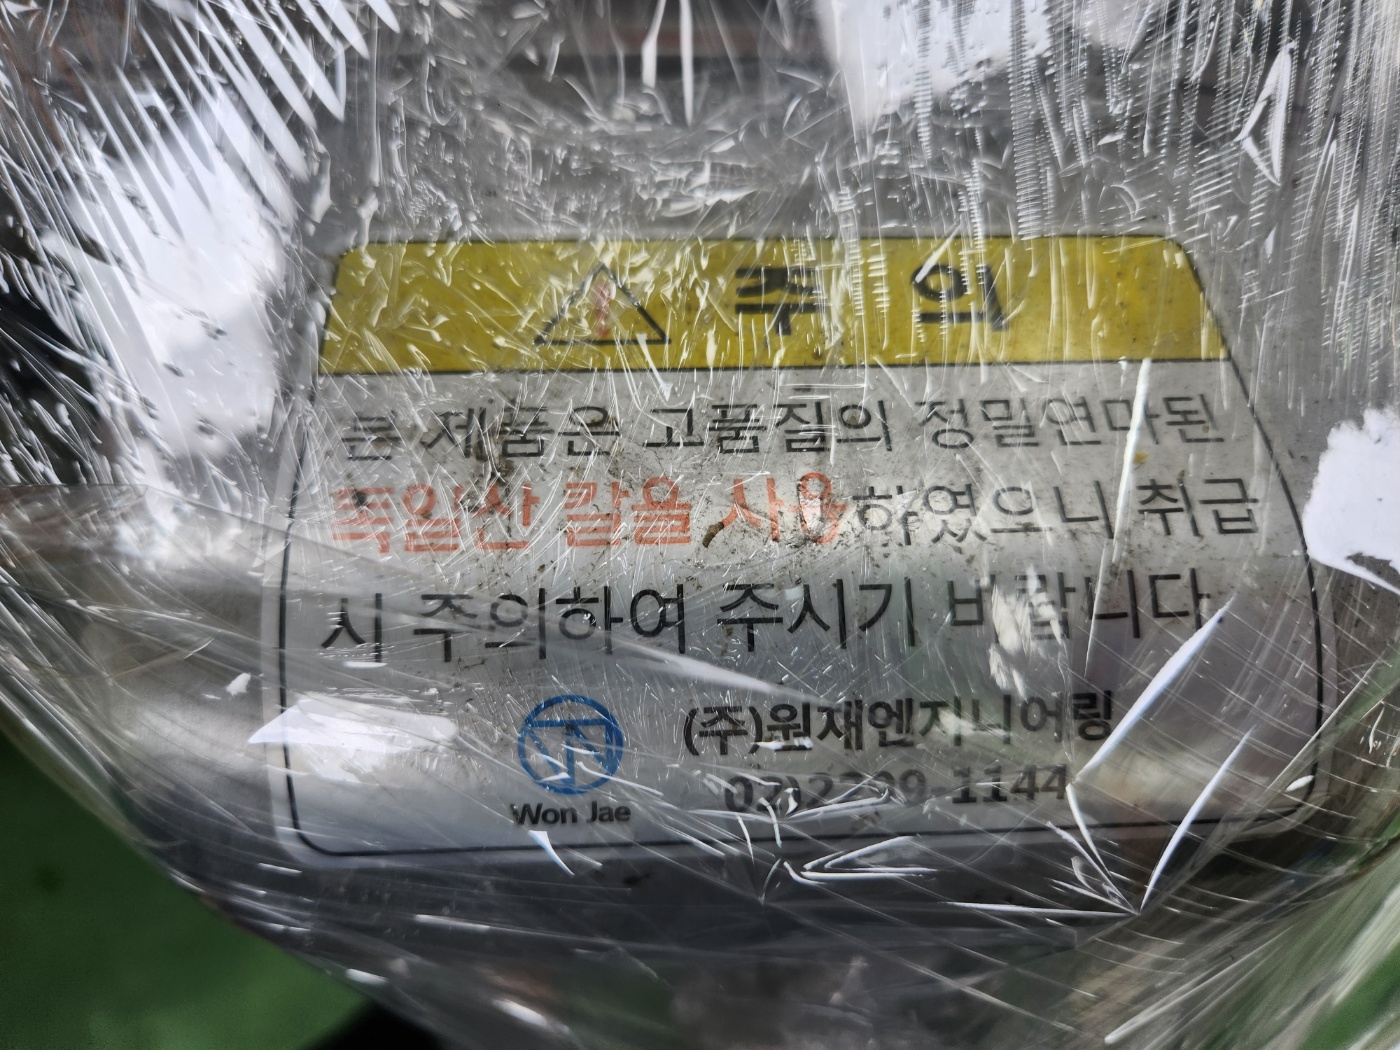 주 의
본 제품은 고품질의 정밀연마된
독일산 칼을 사용하였으니 취급
시 주의하여 주시기 바랍니다
(주)원재엔지니어링
Won Jae